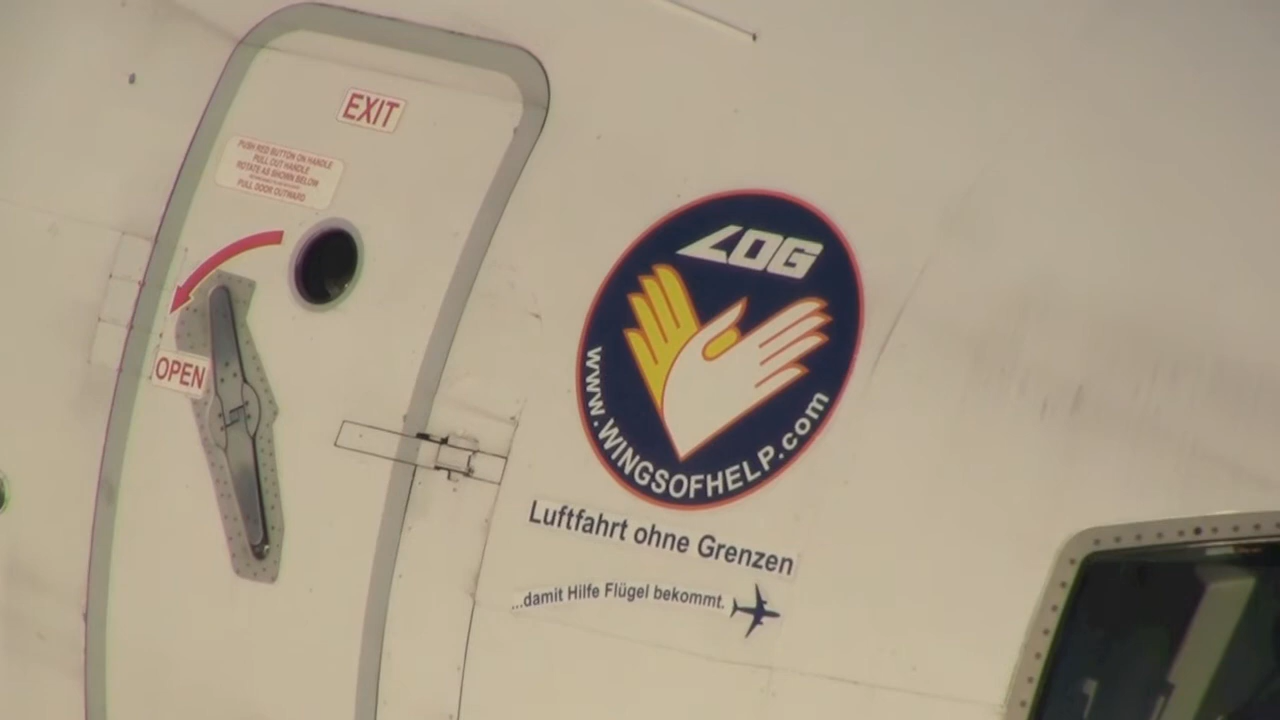 EXIT
PUSH RED BUTTON ON HANDLE
PULL OUT HANDLE
ROTATE AS SHOWN BELOW
PULL DOOR OUTWARD
OPEN
LOG
www.WINGSOFHELP.com
Luftfahrt ohne Grenzen
...damit Hilfe Flügel bekommt.